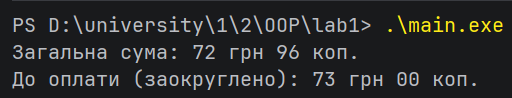 PS D:\university\1\2\OOP\lab1> .\main.exe
Загальна сума: 72 грн 96 коп.
До оплати (заокруглено): 73 грн 00 коп.